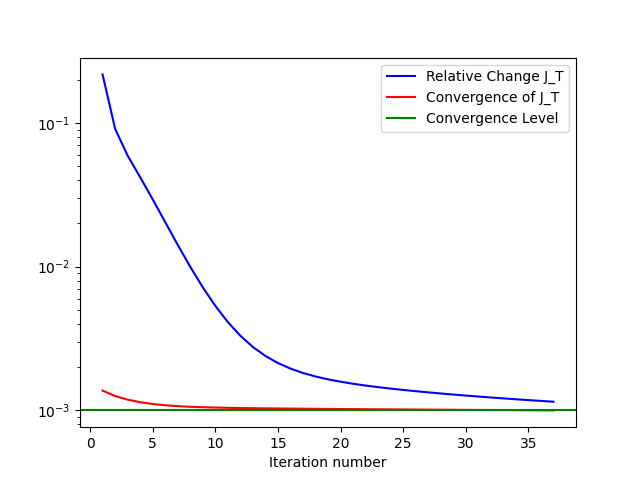 Relative Change J_T
Convergence of J_T
Convergence Level
10⁻¹
10⁻²
10⁻³
0 5 10 15 20 25 30 35
Iteration number